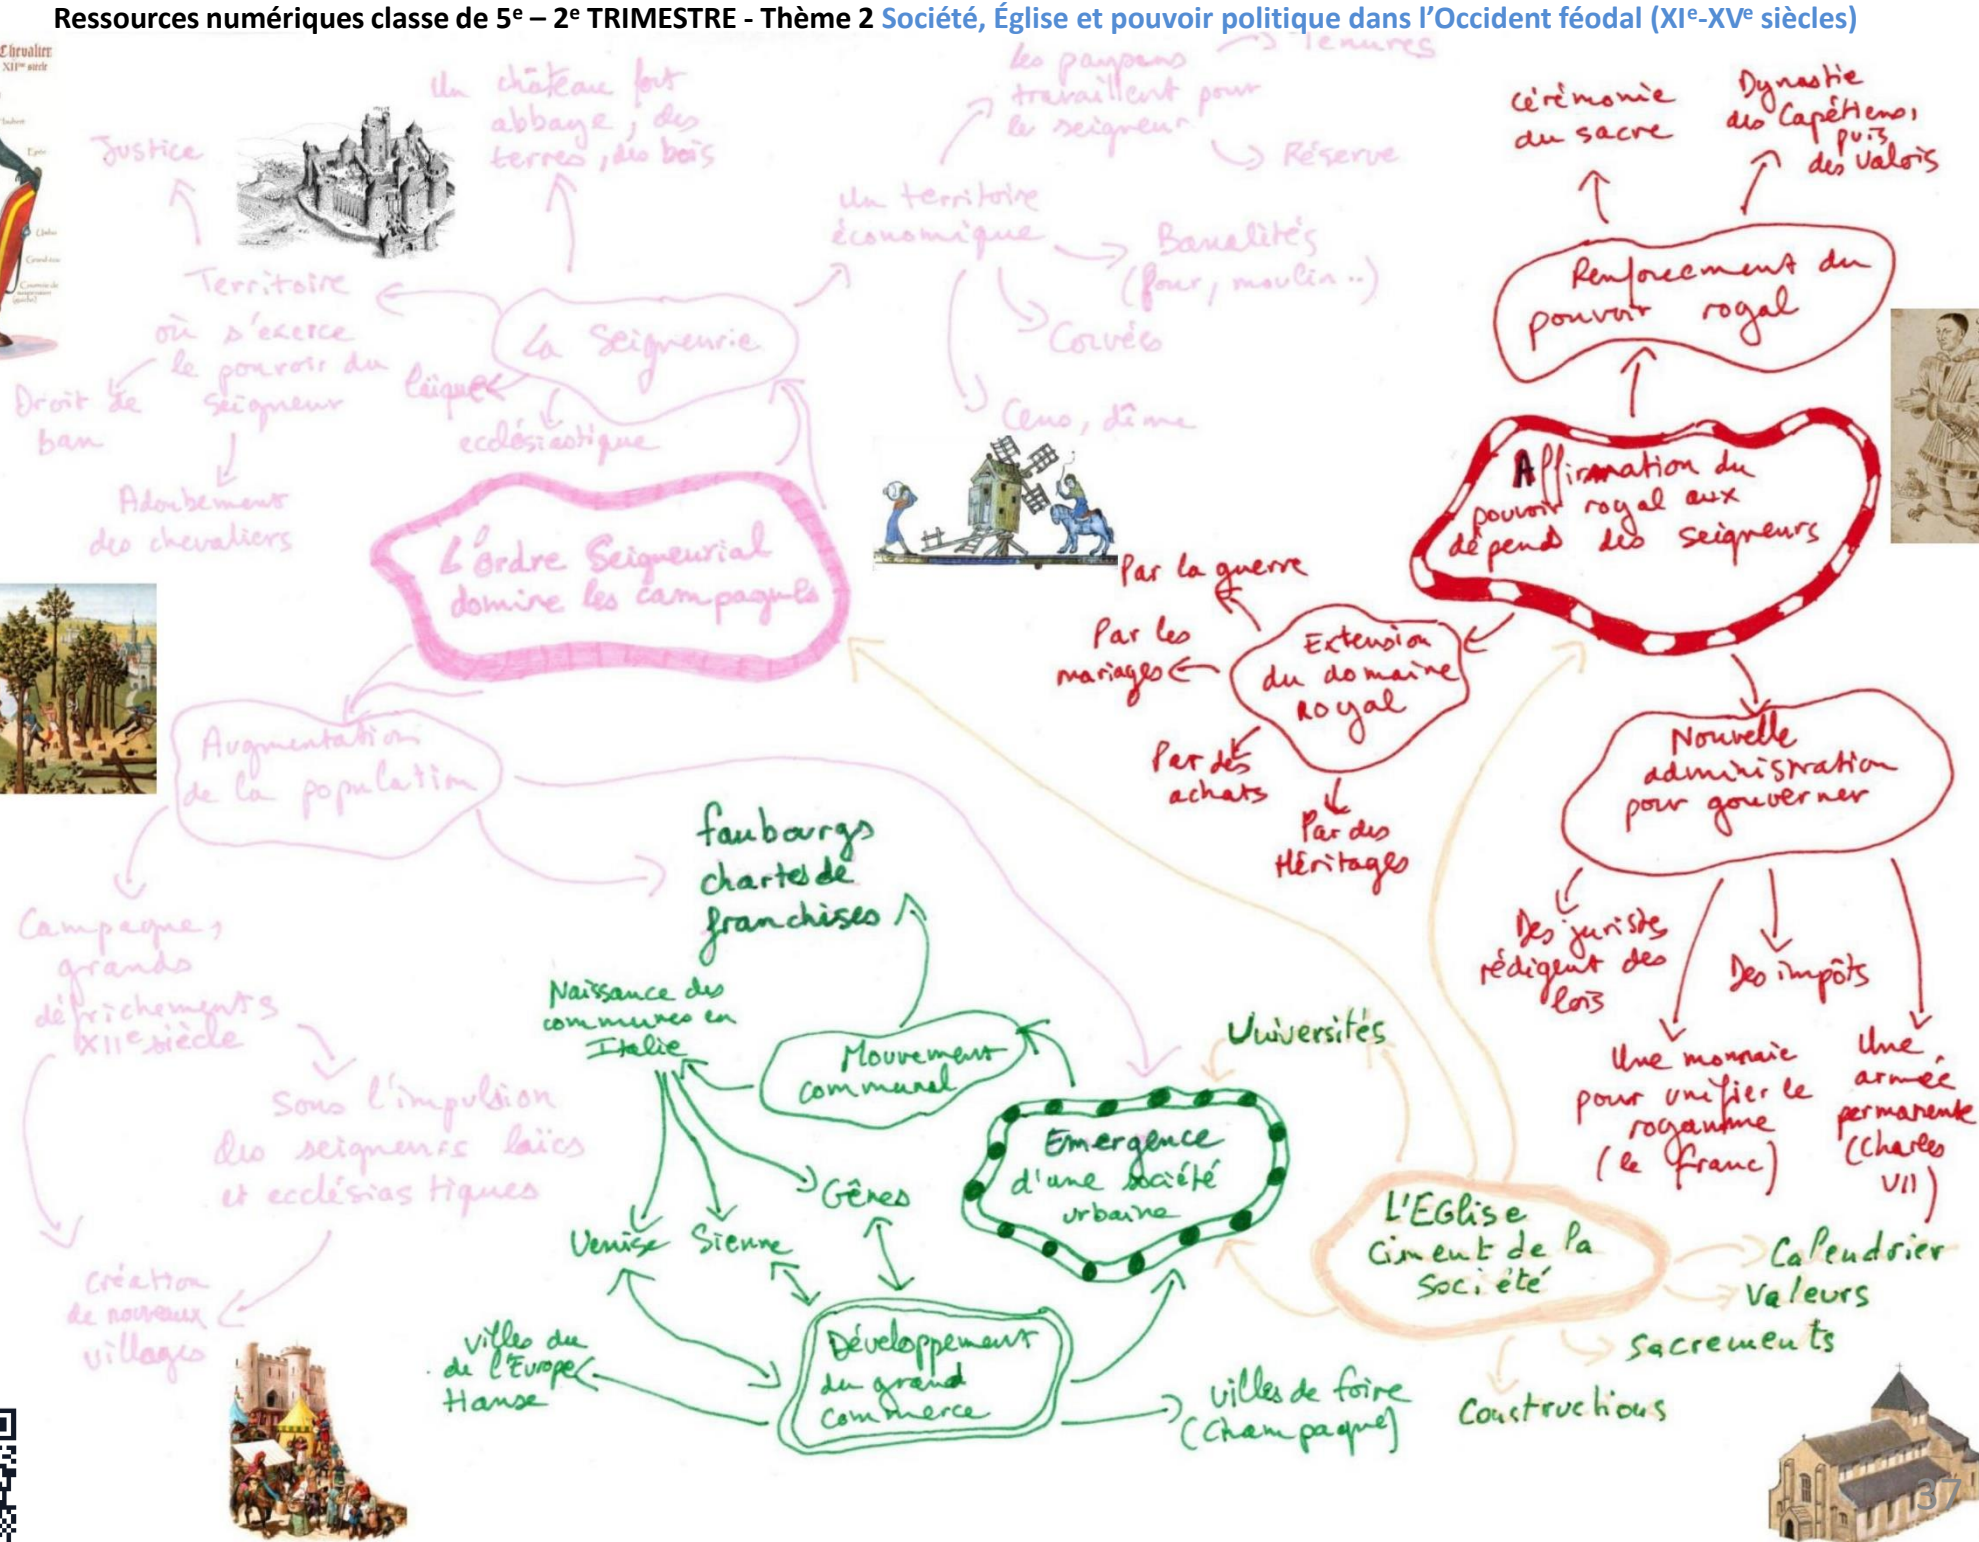 Ressources numériques classe de 5e – 2e TRIMESTRE - Thème 2 Société, Église et pouvoir politique dans l'Occident féodal (XIe-XVe siècles)
Chevalier
XIIme siècle
Justice
Un château fort
abbaye, des
terres, des bois
Les paysans
travaillent pour
le seigneur
Tenures
Réserve
Un territoire
économique
Banalités
(four, moulin..)
Corvées
Cens, dîme
Territoire
où s'exerce
le pouvoir du
seigneur
Droit de
ban
Adoubement
des chevaliers
La Seigneurie
laïque
ecclésiastique
L'ordre Seigneurial
domine les campagnes
Augmentation
de la population
Campagnes,
grands
défrichements
XIIe siècle
Sous l'impulsion
des seigneurs laïcs
et ecclésiastiques
création
de nouveaux
villages
cérémonie
du sacre
Dynastie
des Capétiens,
puis
des Valois
Renforcement du
pouvoir royal
Affirmation du
pouvoir royal aux
dépends des seigneurs
Extension
du domaine
Royal
Par la guerre
Par les
mariages
Par des
achats
Par des
Héritages
Nouvelle
administration
pour gouverner
Des juristes
rédigent des
lois
Des impôts
Une monnaie
pour unifier le
royaume
(le franc)
Une
armée
permanente
(Charles
VII)
faubourgs
chartes de
franchises
Naissance des
communes en
Italie
Mouvement
communal
Universités
Emergence
d'une société
urbaine
Gênes
Venise
Sienne
Développement
du grand
commerce
villes du
de l'Europe
Hanse
villes de foire
(Champagne)
L'EGlise
Ciment de la
Société
Calendrier
Valeurs
Sacrements
Constructions
37